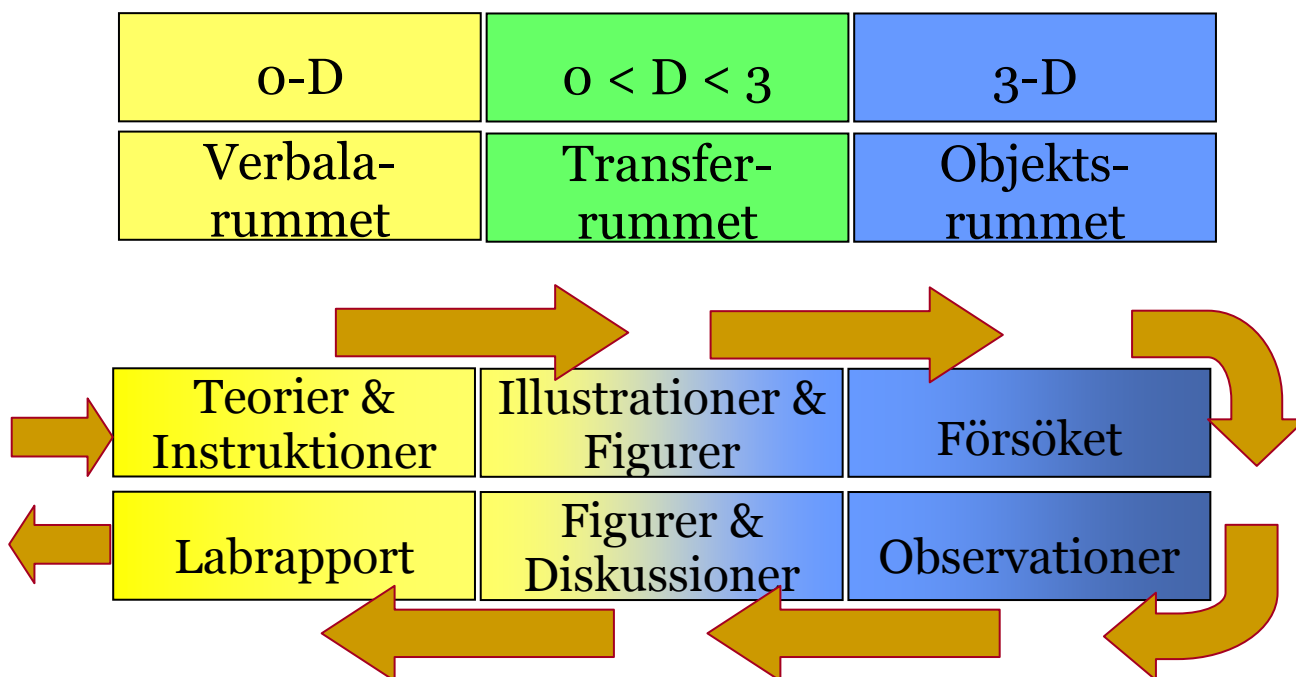 0-D
0 < D < 3
3-D
Verbala-
rummet
Transfer-
rummet
Objekts-
rummet
Teorier &
Instruktioner
Illustrationer &
Figurer
Försöket
Labrapport
Figurer &
Diskussioner
Observationer